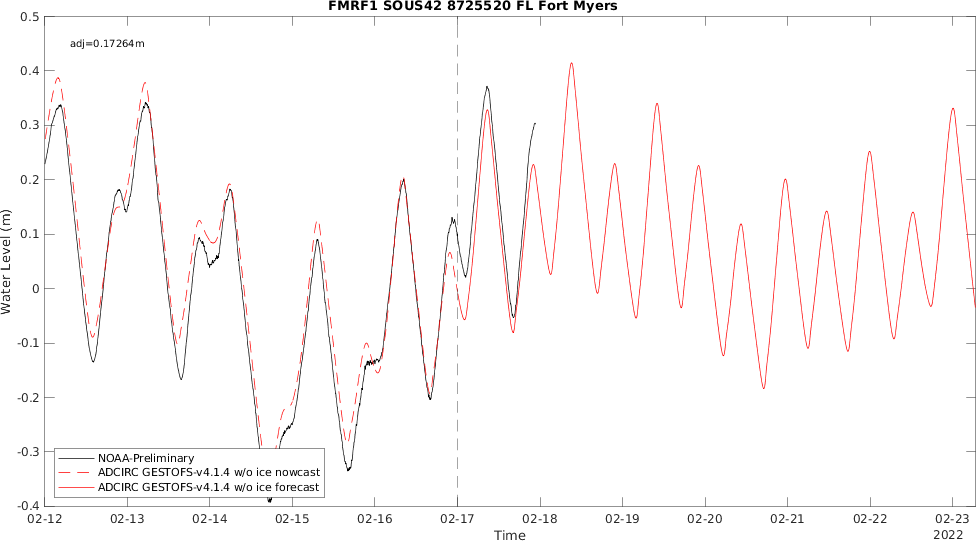 FMRF1 SOUS42 8725520 FL Fort Myers
adj=0.17264m
0.5
0.4
0.3
0.2
0.1
0
-0.1
-0.2
-0.3
-0.4
Water Level (m)
NOAA-Preliminary
ADCIRC GESTOFS-v4.1.4 w/o ice nowcast
ADCIRC GESTOFS-v4.1.4 w/o ice forecast
02-12 02-13 02-14 02-15 02-16 02-17 02-18 02-19 02-20 02-21 02-22 02-23
Time
2022